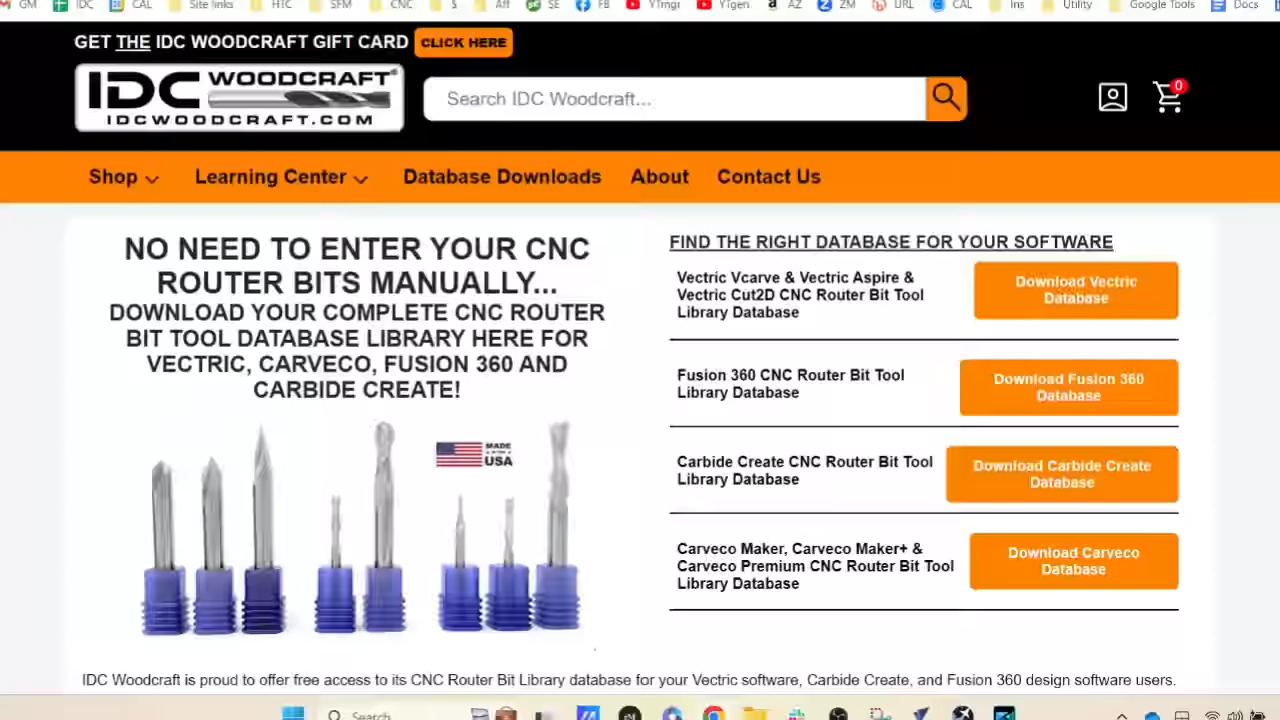 GM
IDC
CAL
Site links
HTC
SFM
CNC
$
Aff
SE
FB
YTmgr
YTgen
AZ
ZM
URL
CAL
Ins
Utility
Google Tools
Docs
GET THE IDC WOODCRAFT GIFT CARD CLICK HERE
IDC WOODCRAFT®
IDCWOODCRAFT.COM
Search IDC Woodcraft...
0
Shop
Learning Center
Database Downloads
About
Contact Us
NO NEED TO ENTER YOUR CNC
ROUTER BITS MANUALLY...
DOWNLOAD YOUR COMPLETE CNC ROUTER
BIT TOOL DATABASE LIBRARY HERE FOR
VECTRIC, CARVECO, FUSION 360 AND
CARBIDE CREATE!
MADE
USA
FIND THE RIGHT DATABASE FOR YOUR SOFTWARE
Vectric Vcarve & Vectric Aspire &
Vectric Cut2D CNC Router Bit Tool
Library Database
Download Vectric
Database
Fusion 360 CNC Router Bit Tool
Library Database
Download Fusion 360
Database
Carbide Create CNC Router Bit Tool
Library Database
Download Carbide Create
Database
Carveco Maker, Carveco Maker+ &
Carveco Premium CNC Router Bit Tool
Library Database
Download Carveco
Database
IDC Woodcraft is proud to offer free access to its CNC Router Bit Library database for your Vectric software, Carbide Create, and Fusion 360 design software users.
Search